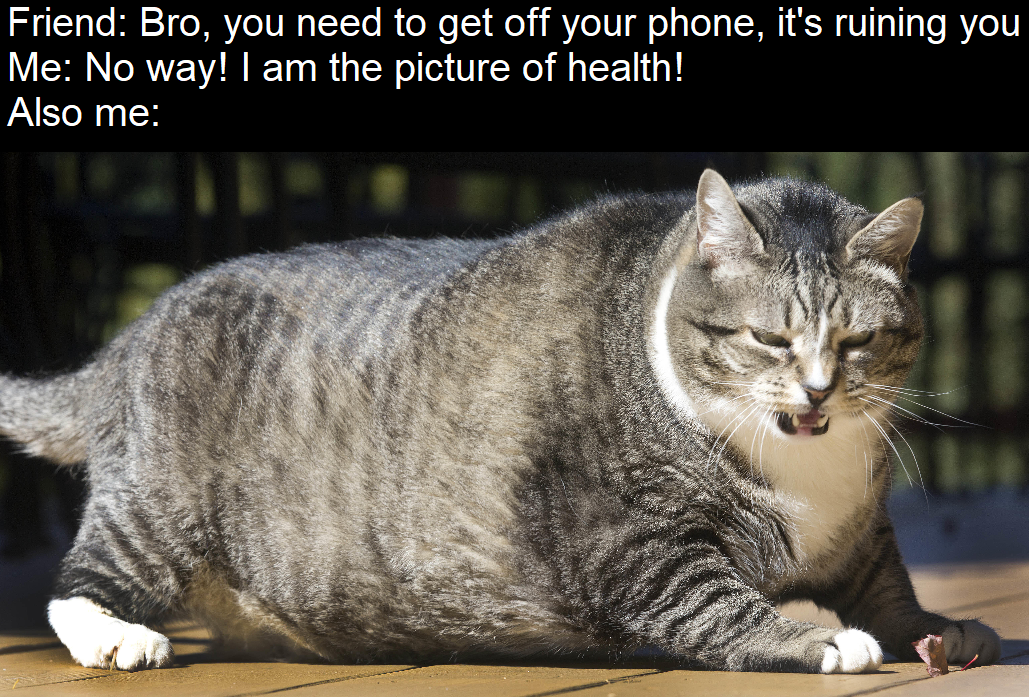 Friend: Bro, you need to get off your phone, it's ruining you
Me: No way! I am the picture of health!
Also me: